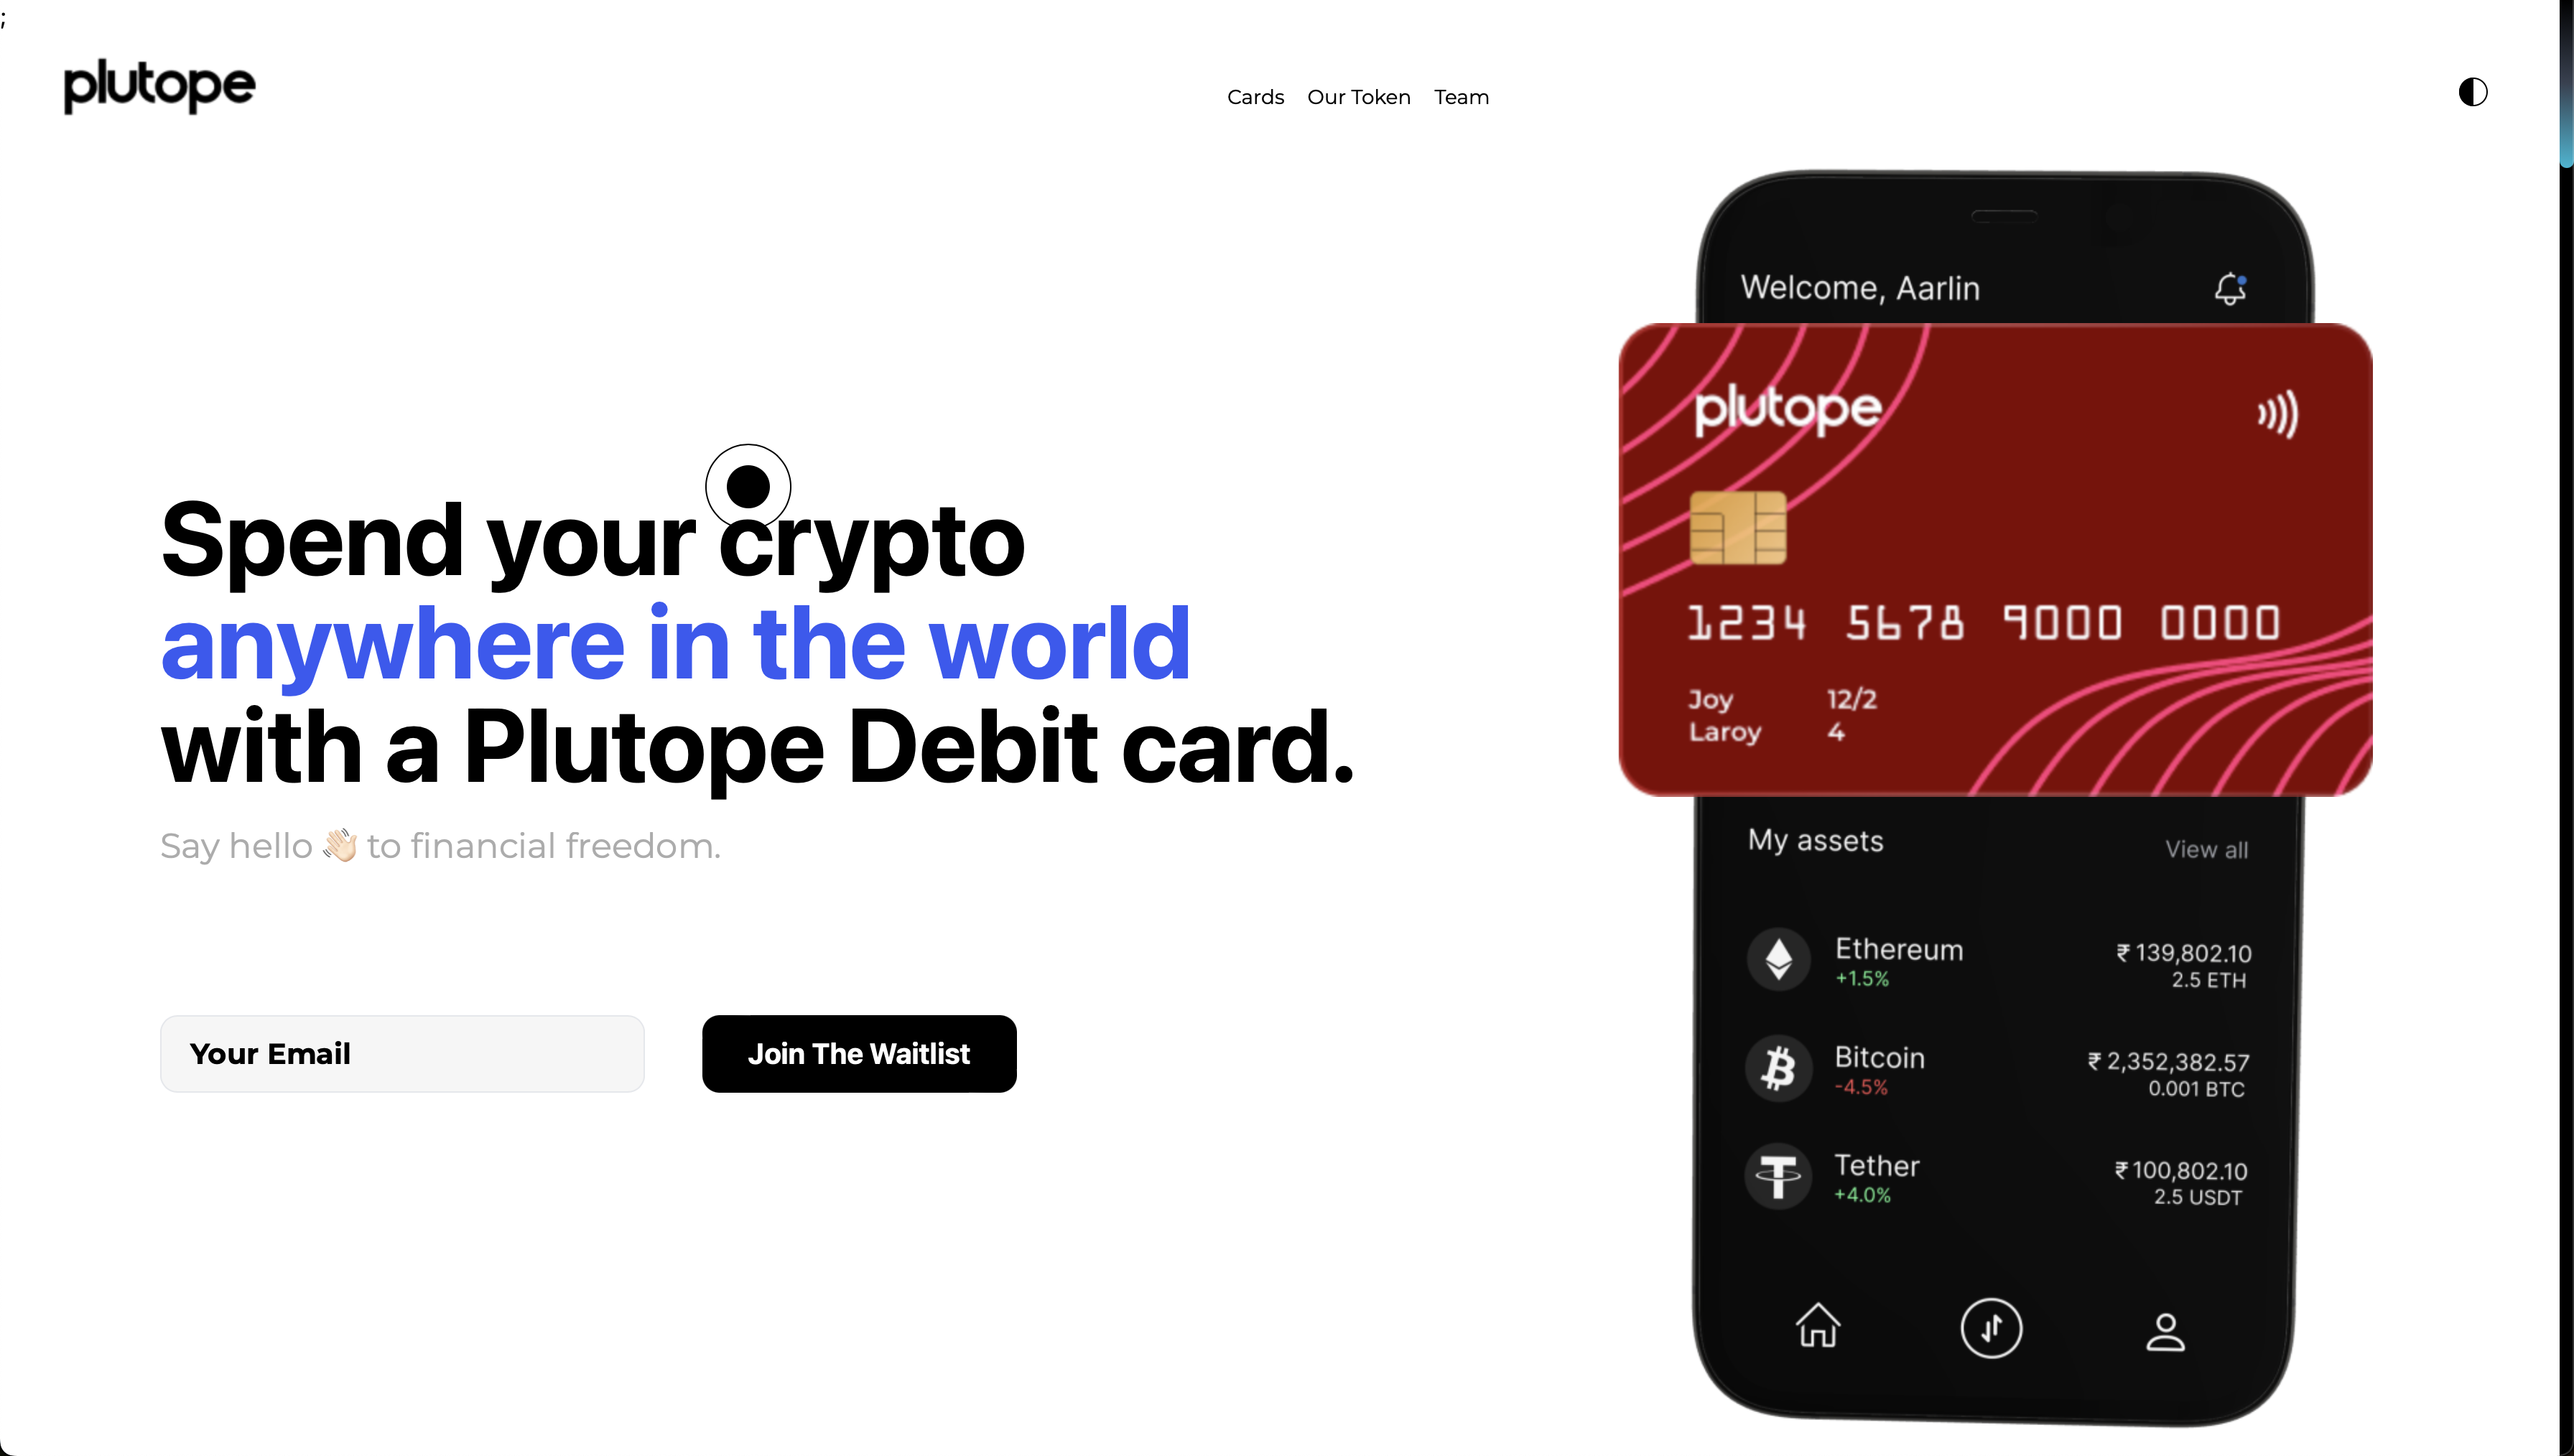 ;
plutope
Cards Our Token Team
Spend your crypto
anywhere in the world
with a Plutope Debit card.
Say hello 👋🏻 to financial freedom.
Your Email
Join The Waitlist
Welcome, Aarlin
plutope
1234 5678 9000 0000
Joy 12/2
Laroy 4
My assets View all
Ethereum ₹ 139,802.10
+1.5% 2.5 ETH
Bitcoin ₹ 2,352,382.57
-4.5% 0.001 BTC
Tether ₹ 100,802.10
+4.0% 2.5 USDT